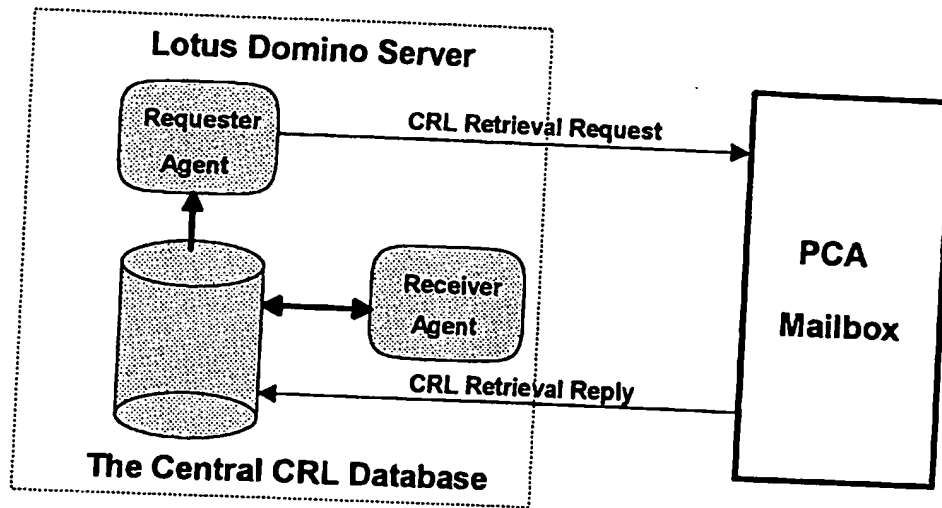 Lotus Domino Server
Requester
Agent
CRL Retrieval Request
PCA
Mailbox
Receiver
Agent
CRL Retrieval Reply
The Central CRL Database